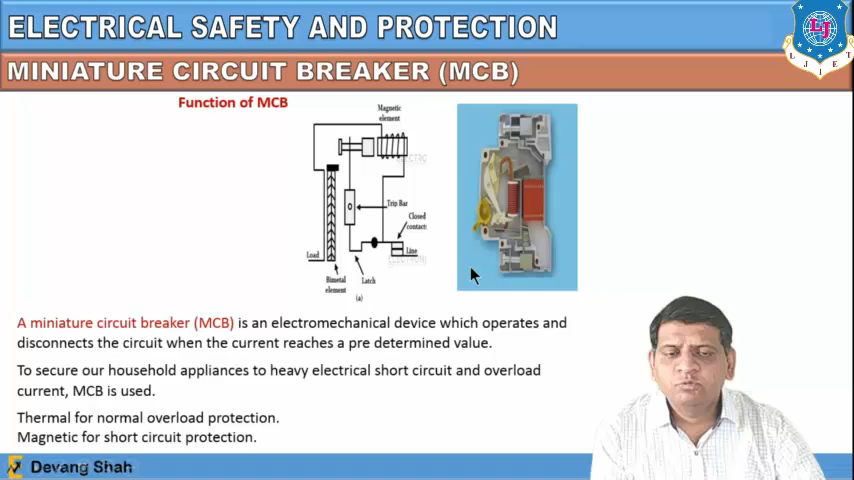 ELECTRICAL SAFETY AND PROTECTION
MINIATURE CIRCUIT BREAKER (MCB)
LJ
L J I E T
Function of MCB
Magnetic
element
Trip Bar
Closed
contacts
Load
Line
Bimetal
element
Latch
(a)
A miniature circuit breaker (MCB) is an electromechanical device which operates and
disconnects the circuit when the current reaches a pre determined value.
To secure our household appliances to heavy electrical short circuit and overload
current, MCB is used.
Thermal for normal overload protection.
Magnetic for short circuit protection.
Devang Shah